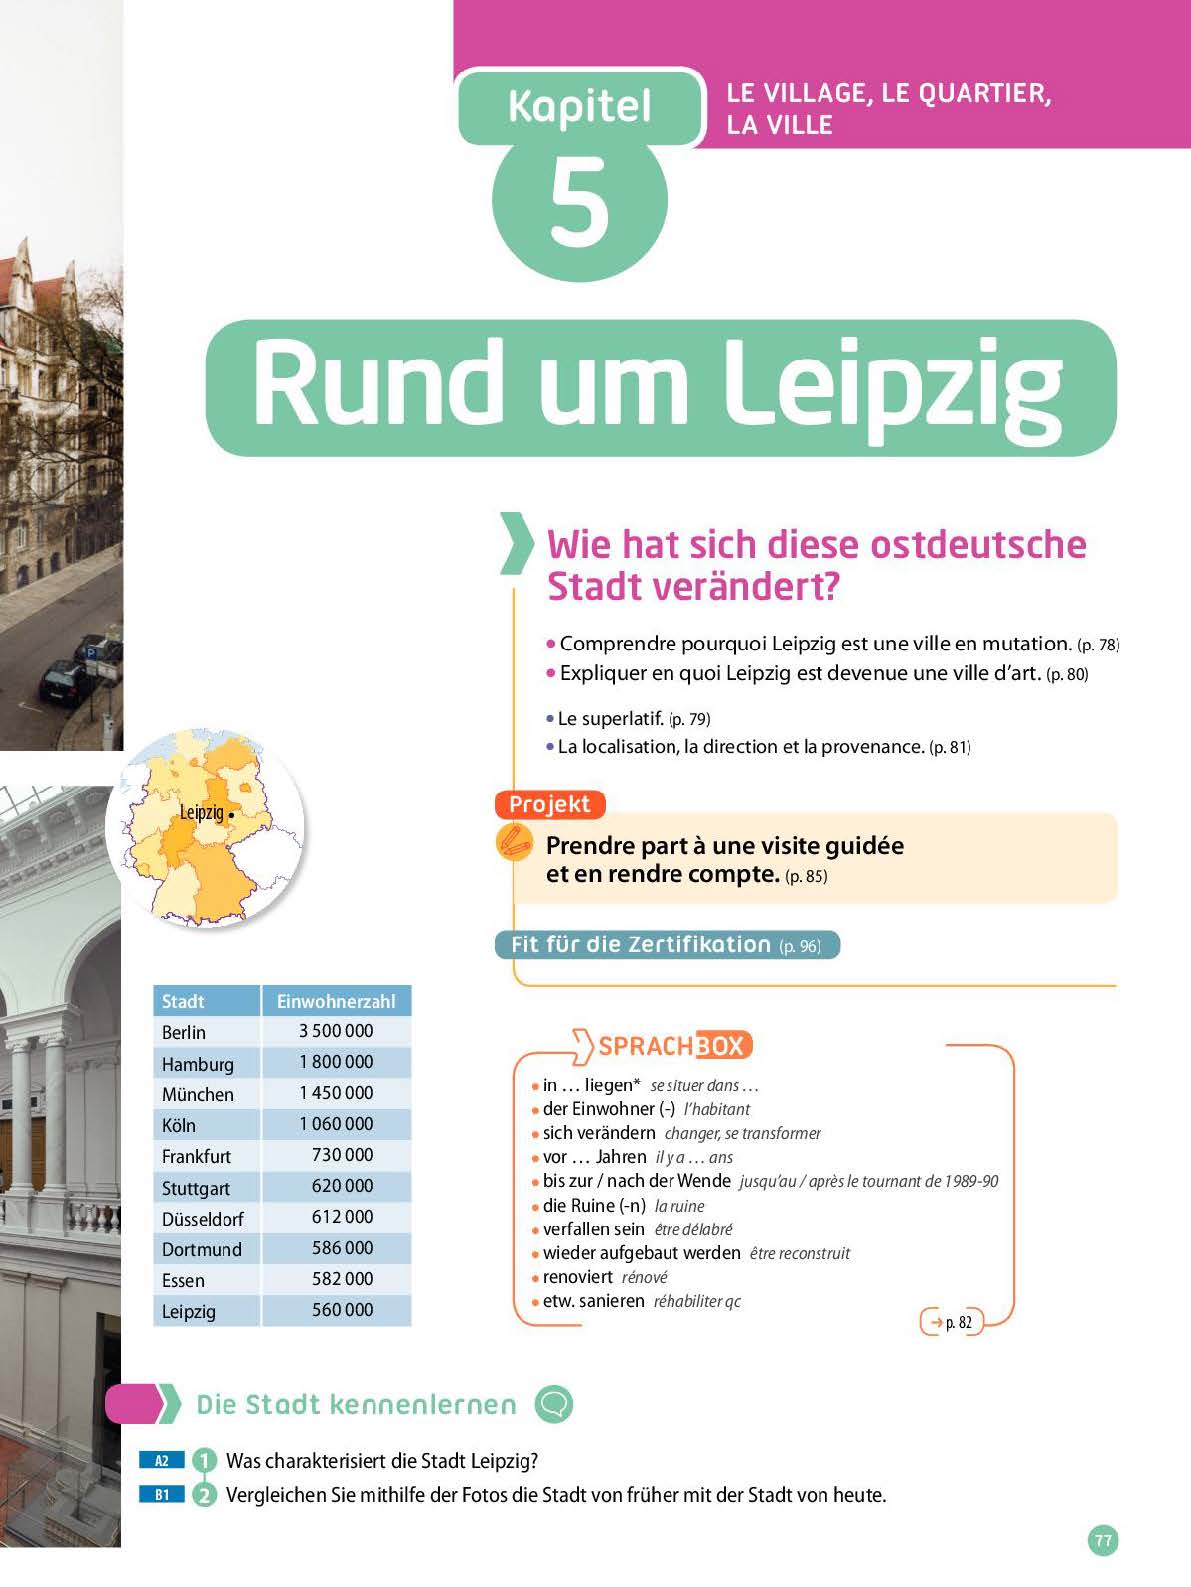 Kapitel
5
LE VILLAGE, LE QUARTIER,
LA VILLE
Rund um Leipzig
Wie hat sich diese ostdeutsche
Stadt verändert?
• Comprendre pourquoi Leipzig est une ville en mutation. (p. 78)
• Expliquer en quoi Leipzig est devenue une ville d'art. (p. 80)
• Le superlatif. (p. 79)
• La localisation, la direction et la provenance. (p. 81)
Leipzig
Projekt
Prendre part à une visite guidée
et en rendre compte. (p. 85)
Fit für die Zertifikation (p. 96)
Stadt Einwohnerzahl
Berlin 3 500 000
Hamburg 1 800 000
München 1 450 000
Köln 1 060 000
Frankfurt 730 000
Stuttgart 620 000
Düsseldorf 612 000
Dortmund 586 000
Essen 582 000
Leipzig 560 000
SPRACHBOX
• in … liegen* se situer dans …
• der Einwohner (-) l'habitant
• sich verändern changer, se transformer
• vor … Jahren il y a … ans
• bis zur / nach der Wende jusqu'au / après le tournant de 1989-90
• die Ruine (-n) la ruine
• verfallen sein être délabré
• wieder aufgebaut werden être reconstruit
• renoviert rénové
• etw. sanieren réhabiliter qc
→ p. 82
Die Stadt kennenlernen
A2 1 Was charakterisiert die Stadt Leipzig?
B1 2 Vergleichen Sie mithilfe der Fotos die Stadt von früher mit der Stadt von heute.
77
P